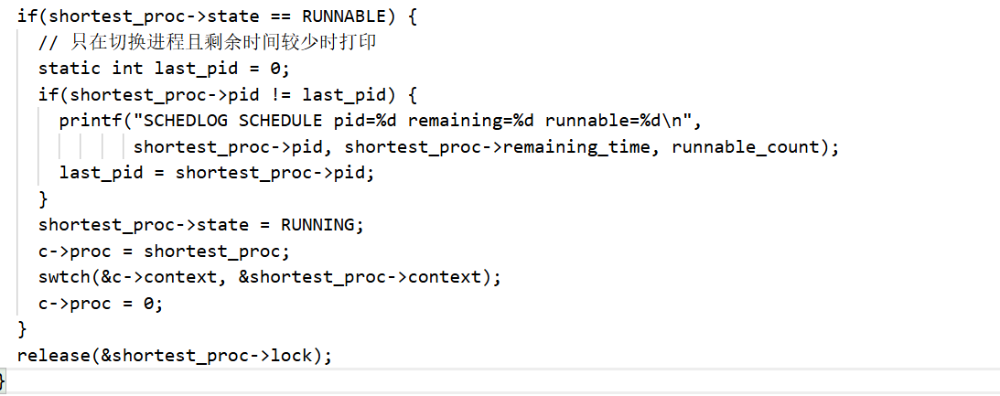 if(shortest_proc->state == RUNNABLE) {
// 只在切换进程且剩余时间较少时打印
static int last_pid = 0;
if(shortest_proc->pid != last_pid) {
printf("SCHEDLOG SCHEDULE pid=%d remaining=%d runnable=%d\n",
shortest_proc->pid, shortest_proc->remaining_time, runnable_count);
last_pid = shortest_proc->pid;
}
shortest_proc->state = RUNNING;
c->proc = shortest_proc;
swtch(&c->context, &shortest_proc->context);
c->proc = 0;
}
release(&shortest_proc->lock);
}